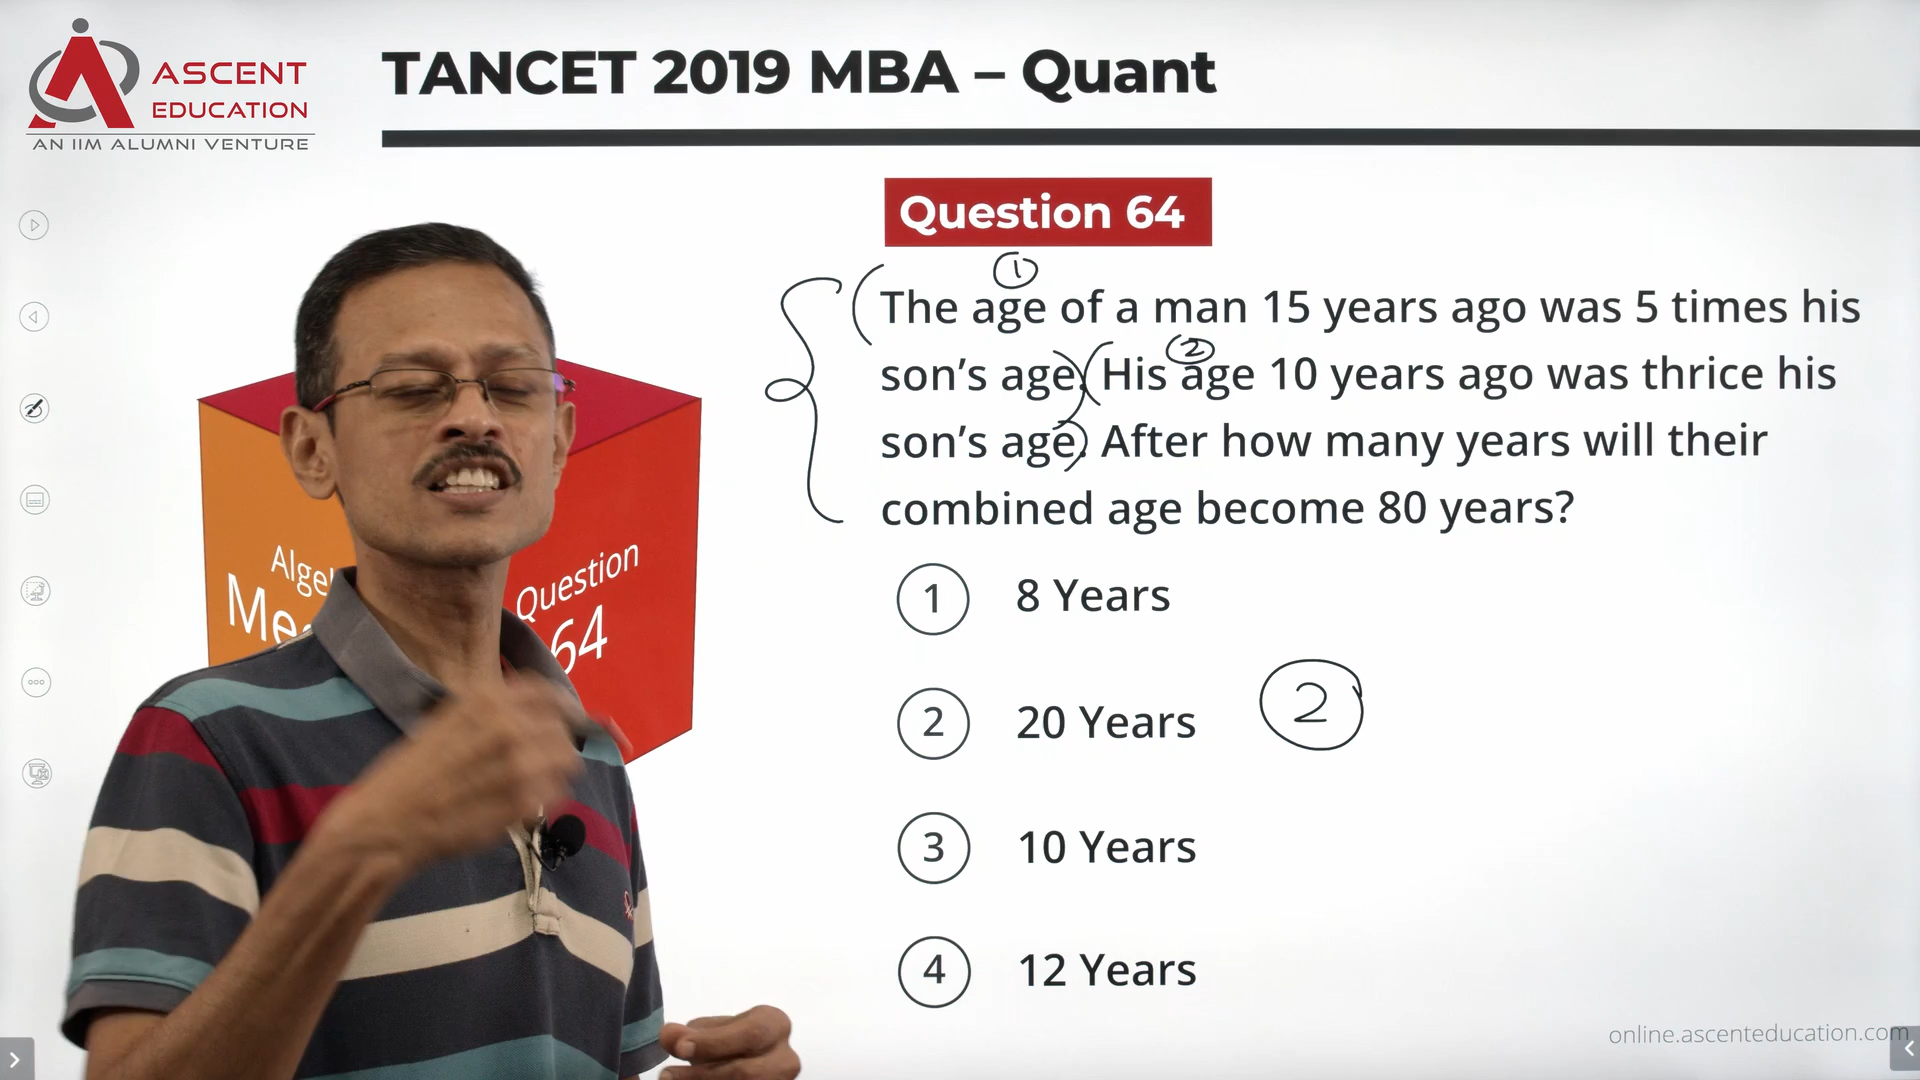 ASCENT
EDUCATION
AN IIM ALUMNI VENTURE
TANCET 2019 MBA – Quant
Question 64
1
The age of a man 15 years ago was 5 times his
2
son's age. His age 10 years ago was thrice his
son's age. After how many years will their
combined age become 80 years?
1 8 Years
2 20 Years
2
3 10 Years
4 12 Years
Question
64
online.ascenteducation.com